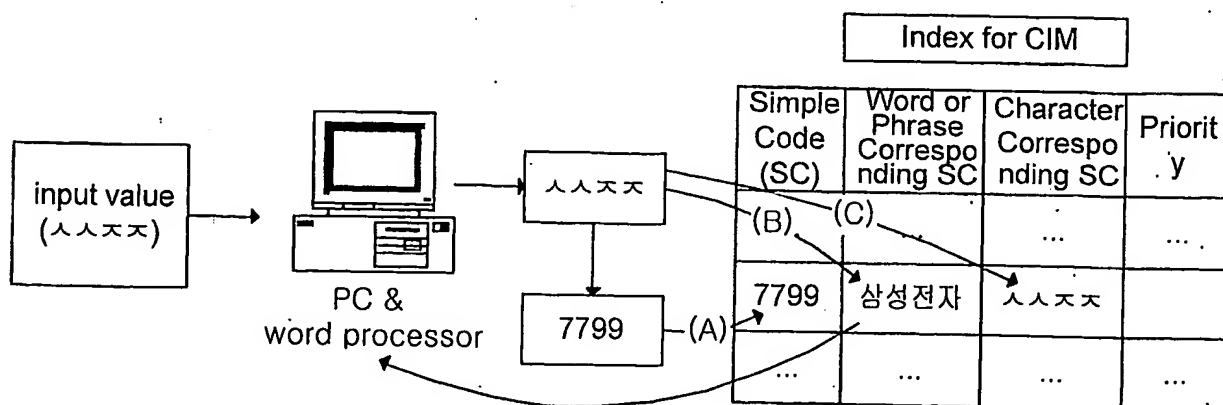 Index for CIM
input value
(ㅅㅅㅈㅈ)
PC &
word processor
ㅅㅅㅈㅈ
7799
(A)
(B)
(C)
Simple
Code
(SC)
Word or
Phrase
Correspo
nding SC
Character
Correspo
nding SC
Priorit
y
...
...
...
7799
삼성전자
ㅅㅅㅈㅈ
...
...
...
...